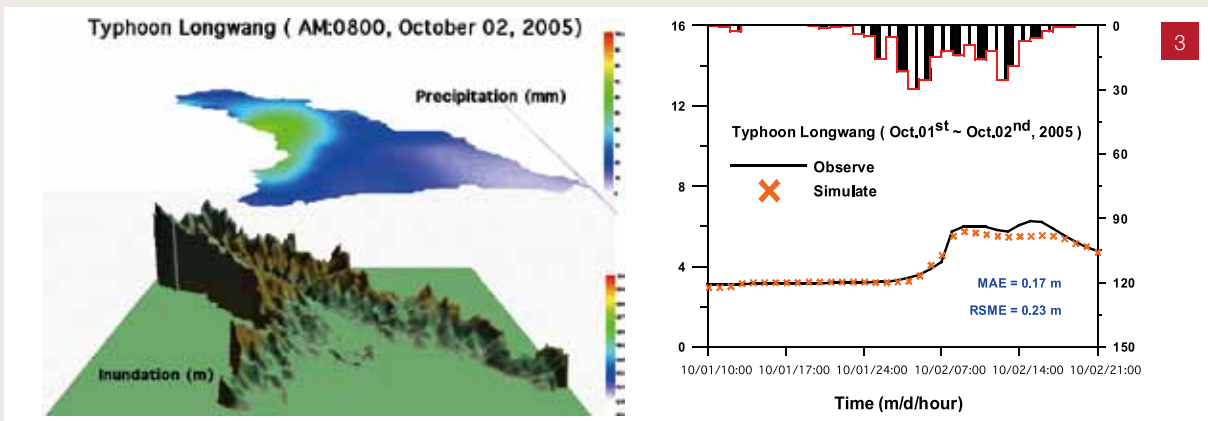 Typhoon Longwang ( AM:0800, October 02, 2005)
Precipitation (mm)
Inundation (m)
16
12
8
4
0
0
30
60
90
120
150
Typhoon Longwang ( Oct.01st ~ Oct.02nd, 2005 )
Observe
Simulate
MAE = 0.17 m
RSME = 0.23 m
10/01/10:00 10/01/17:00 10/01/24:00 10/02/07:00 10/02/14:00 10/02/21:00
Time (m/d/hour)
3